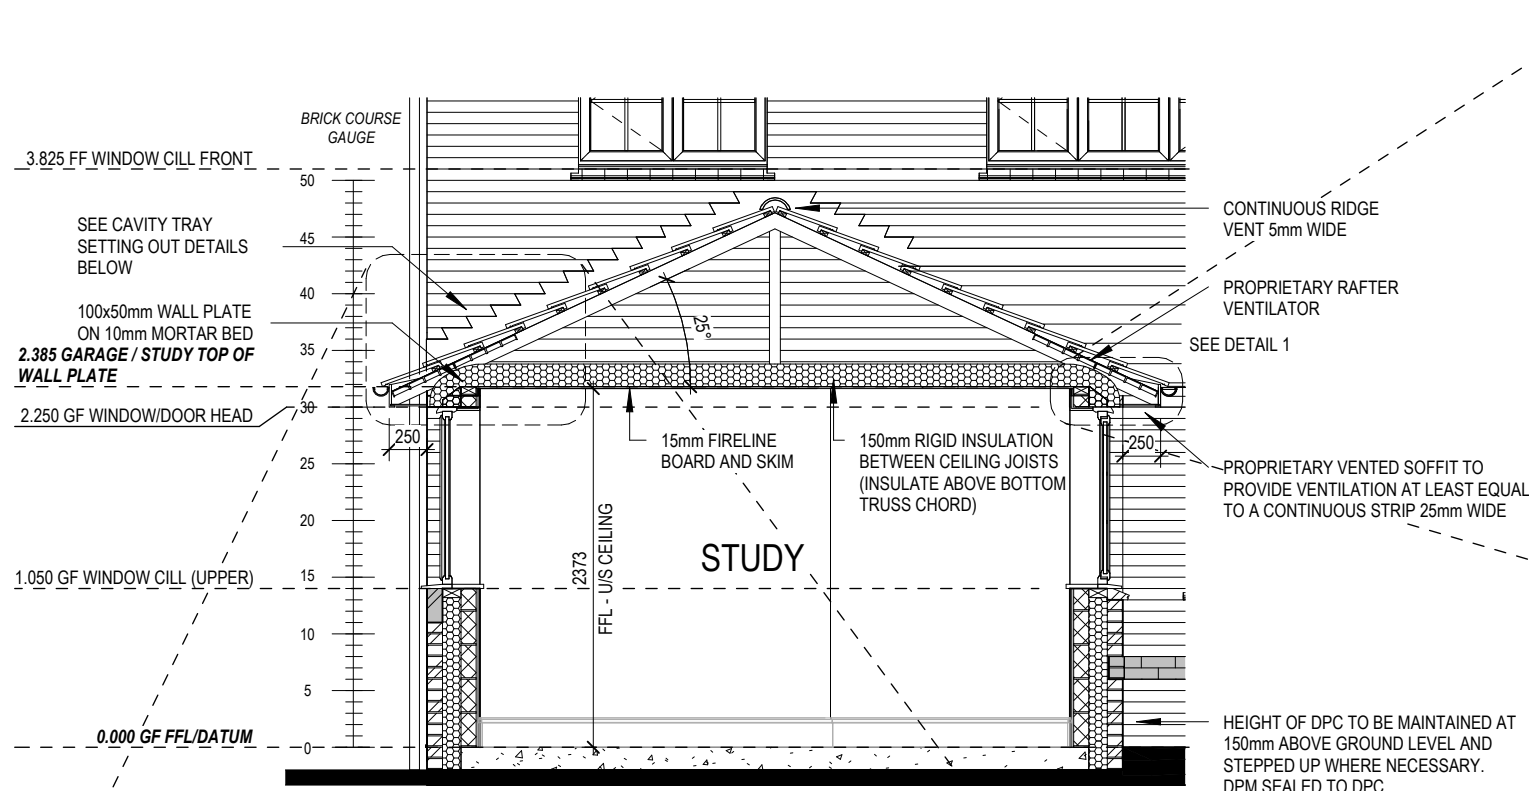 BRICK COURSE
GAUGE
3.825 FF WINDOW CILL FRONT
50
SEE CAVITY TRAY
SETTING OUT DETAILS
BELOW
45
CONTINUOUS RIDGE
VENT 5mm WIDE
40
PROPRIETARY RAFTER
VENTILATOR
100x50mm WALL PLATE
ON 10mm MORTAR BED
25°
35
SEE DETAIL 1
2.385 GARAGE / STUDY TOP OF
WALL PLATE
2.250 GF WINDOW/DOOR HEAD
30
250
15mm FIRELINE
BOARD AND SKIM
150mm RIGID INSULATION
BETWEEN CEILING JOISTS
(INSULATE ABOVE BOTTOM
TRUSS CHORD)
250
25
PROPRIETARY VENTED SOFFIT TO
PROVIDE VENTILATION AT LEAST EQUAL
TO A CONTINUOUS STRIP 25mm WIDE
20
2373
FFL - U/S CEILING
STUDY
1.050 GF WINDOW CILL (UPPER)
15
10
5
0.000 GF FFL/DATUM
0
HEIGHT OF DPC TO BE MAINTAINED AT
150mm ABOVE GROUND LEVEL AND
STEPPED UP WHERE NECESSARY.
DPM SEALED TO DPC